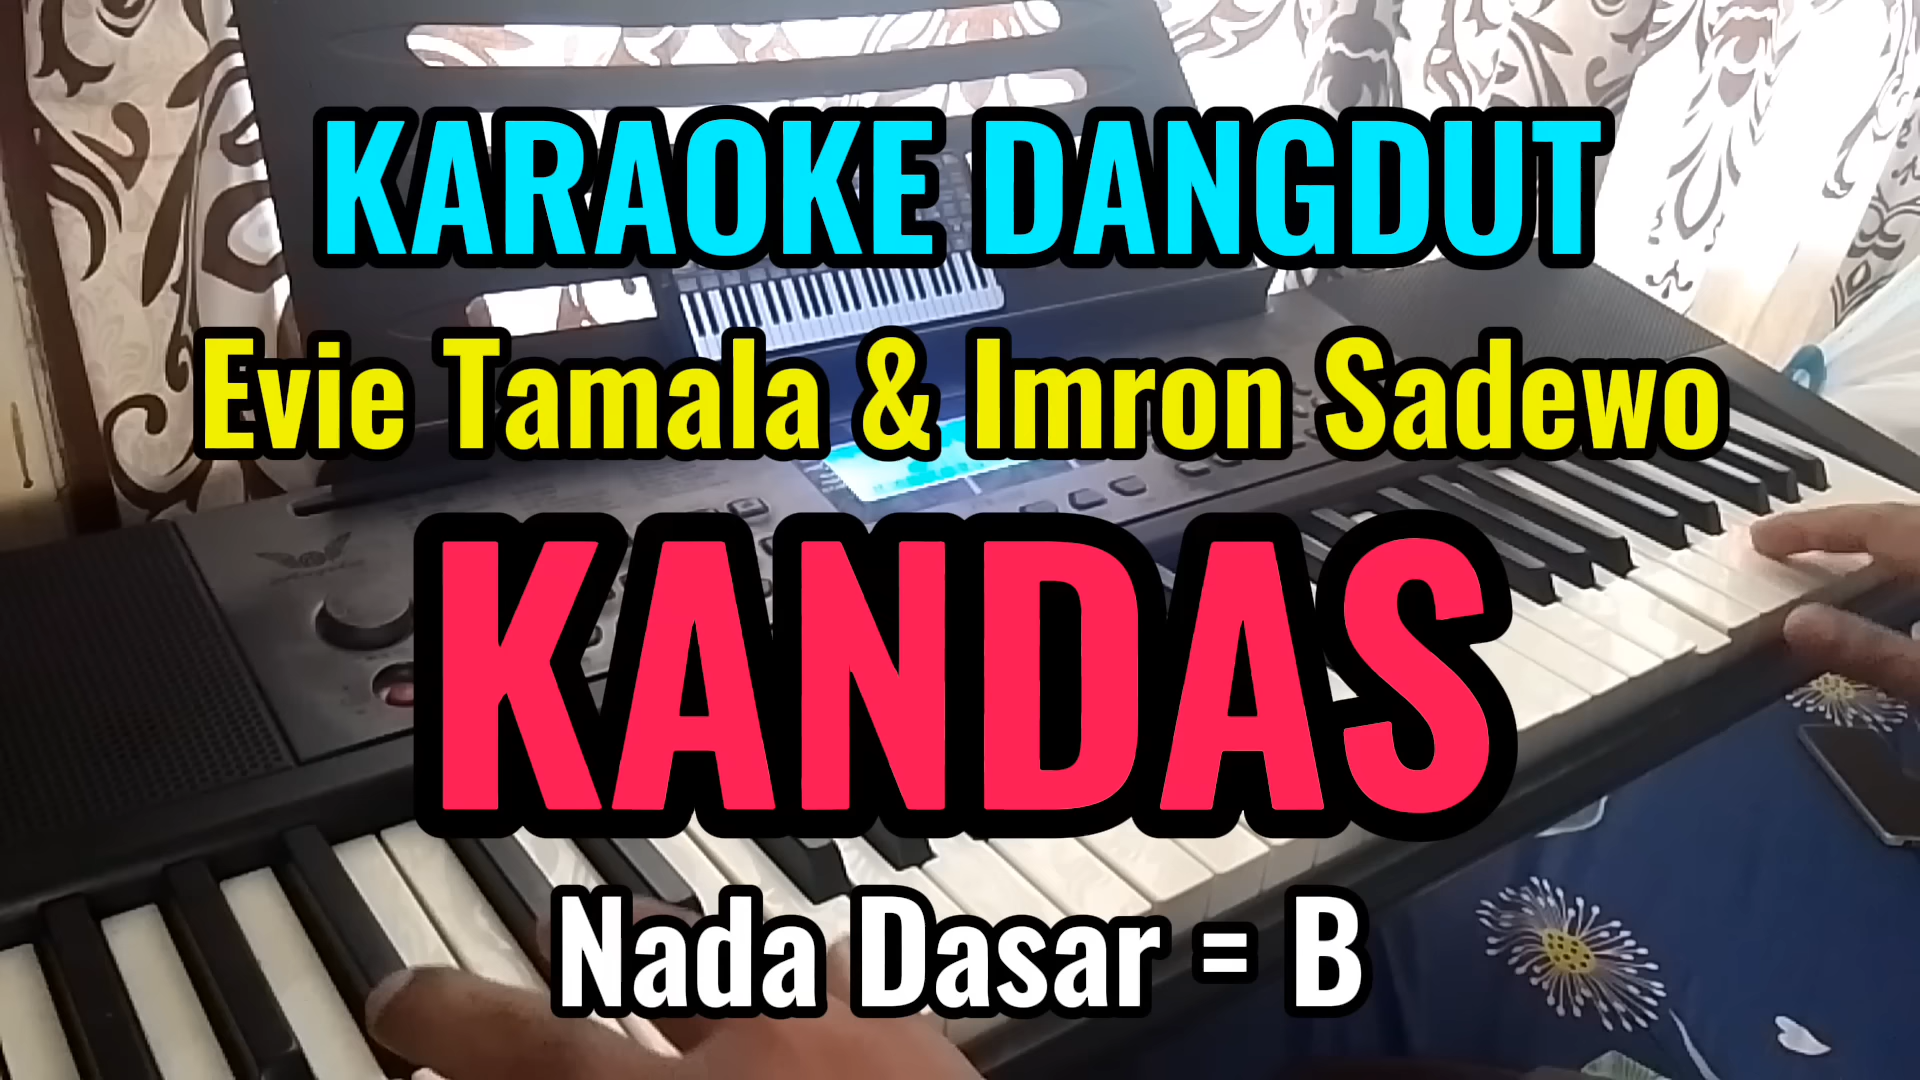 KARAOKE DANGDUT
Evie Tamala & Imron Sadewo
KANDAS
Nada Dasar = B